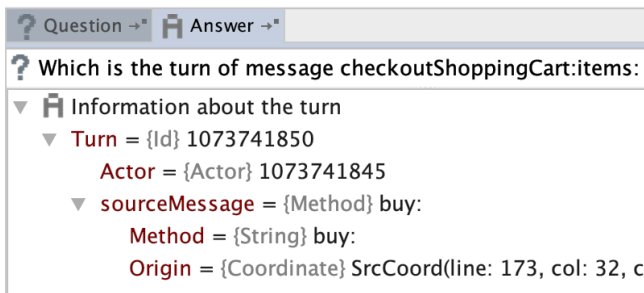 Question Answer
Which is the turn of message checkoutShoppingCart:items:
Information about the turn
Turn = {Id} 1073741850
Actor = {Actor} 1073741845
sourceMessage = {Method} buy:
Method = {String} buy:
Origin = {Coordinate} SrcCoord(line: 173, col: 32, c